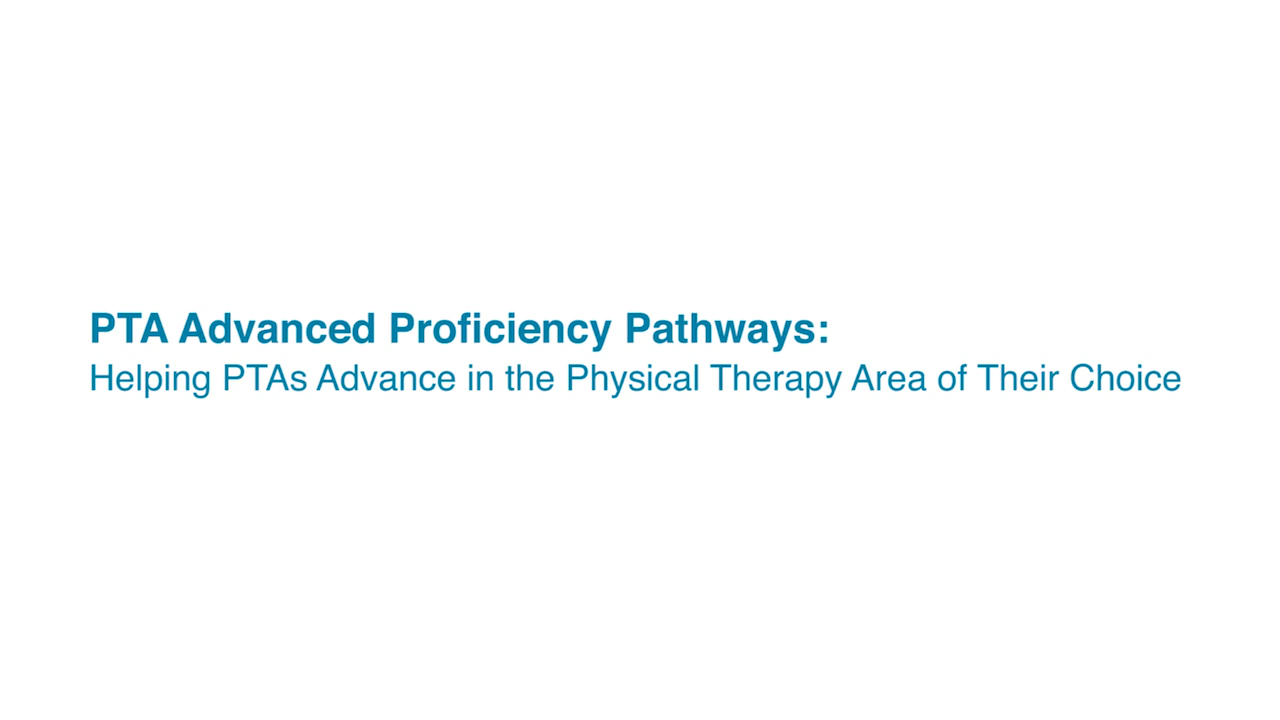 PTA Advanced Proficiency Pathways:
Helping PTAs Advance in the Physical Therapy Area of Their Choice